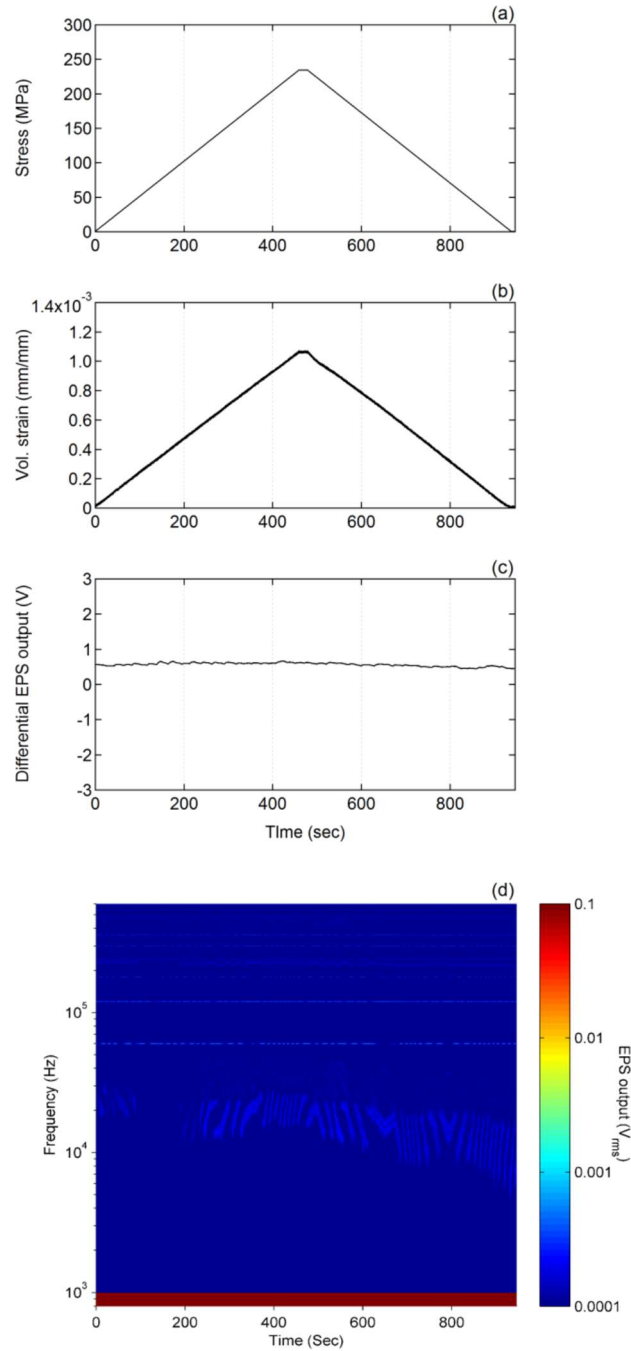 (a)
300
250
200
150
100
50
0
Stress (MPa)
0 200 400 600 800
(b)
1.4x10-3
1.2
1.0
0.8
0.6
0.4
0.2
0
Vol. strain (mm/mm)
0 200 400 600 800
(c)
3
2
1
0
-1
-2
-3
Differential EPS output (V)
0 200 400 600 800
TIme (sec)
(d)
10^5
10^4
10^3
Frequency (Hz)
0 200 400 600 800
Time (Sec)
0.1
0.01
0.001
0.0001
EPS output (Vrms)